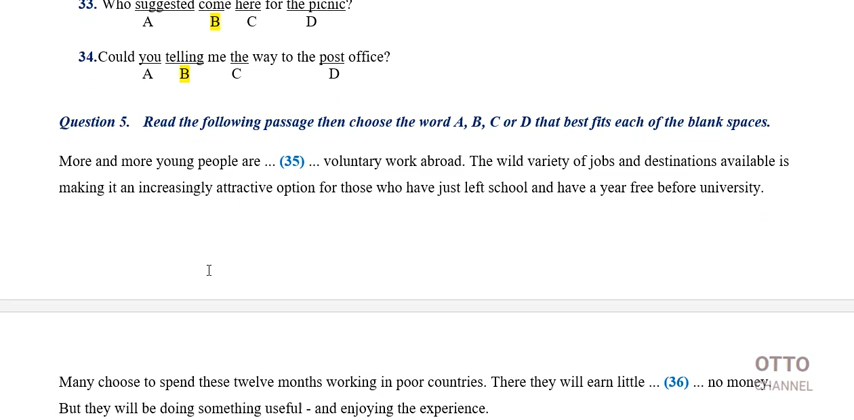 33. Who suggested come here for the picnic?
A B C D
34.Could you telling me the way to the post office?
A B C D
Question 5. Read the following passage then choose the word A, B, C or D that best fits each of the blank spaces.
More and more young people are ... (35) ... voluntary work abroad. The wild variety of jobs and destinations available is
making it an increasingly attractive option for those who have just left school and have a year free before university.
OTTO
CHANNEL
Many choose to spend these twelve months working in poor countries. There they will earn little ... (36) ... no money.
But they will be doing something useful - and enjoying the experience.